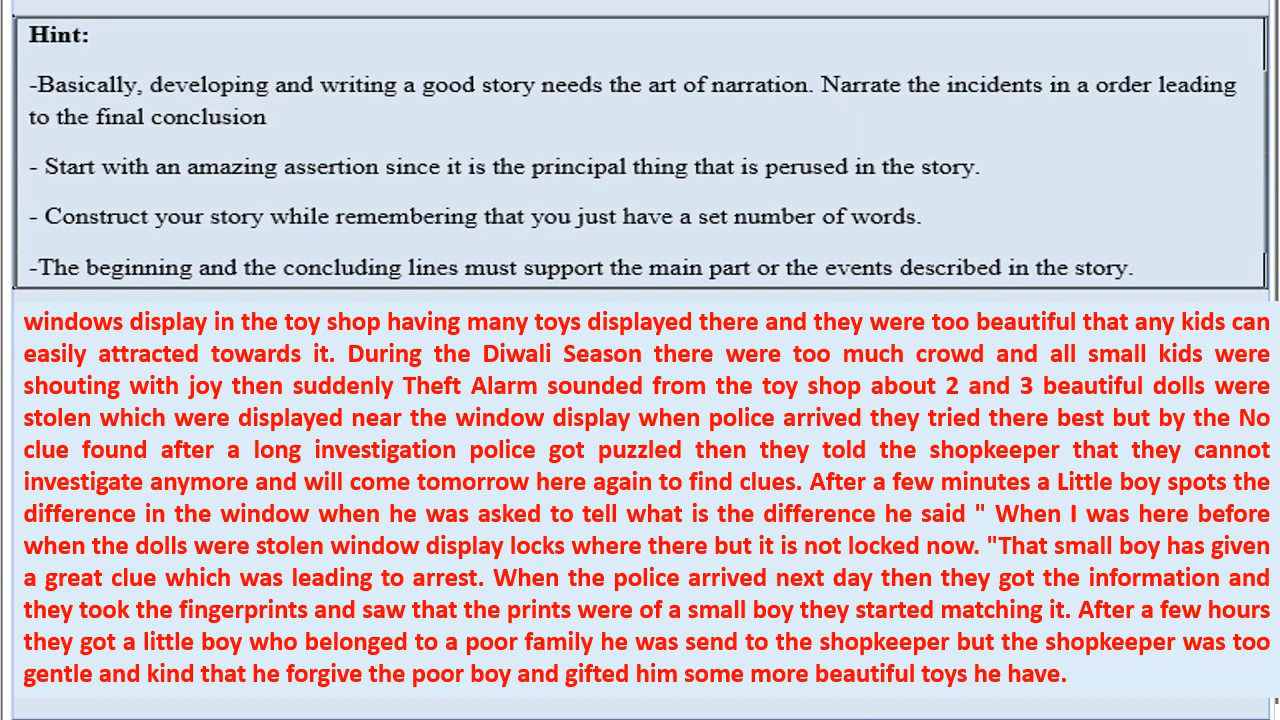 Hint:
-Basically, developing and writing a good story needs the art of narration. Narrate the incidents in a order leading
to the final conclusion
- Start with an amazing assertion since it is the principal thing that is perused in the story.
- Construct your story while remembering that you just have a set number of words.
-The beginning and the concluding lines must support the main part or the events described in the story.
windows display in the toy shop having many toys displayed there and they were too beautiful that any kids can
easily attracted towards it. During the Diwali Season there were too much crowd and all small kids were
shouting with joy then suddenly Theft Alarm sounded from the toy shop about 2 and 3 beautiful dolls were
stolen which were displayed near the window display when police arrived they tried there best but by the No
clue found after a long investigation police got puzzled then they told the shopkeeper that they cannot
investigate anymore and will come tomorrow here again to find clues. After a few minutes a Little boy spots the
difference in the window when he was asked to tell what is the difference he said " When I was here before
when the dolls were stolen window display locks where there but it is not locked now. "That small boy has given
a great clue which was leading to arrest. When the police arrived next day then they got the information and
they took the fingerprints and saw that the prints were of a small boy they started matching it. After a few hours
they got a little boy who belonged to a poor family he was send to the shopkeeper but the shopkeeper was too
gentle and kind that he forgive the poor boy and gifted him some more beautiful toys he have.